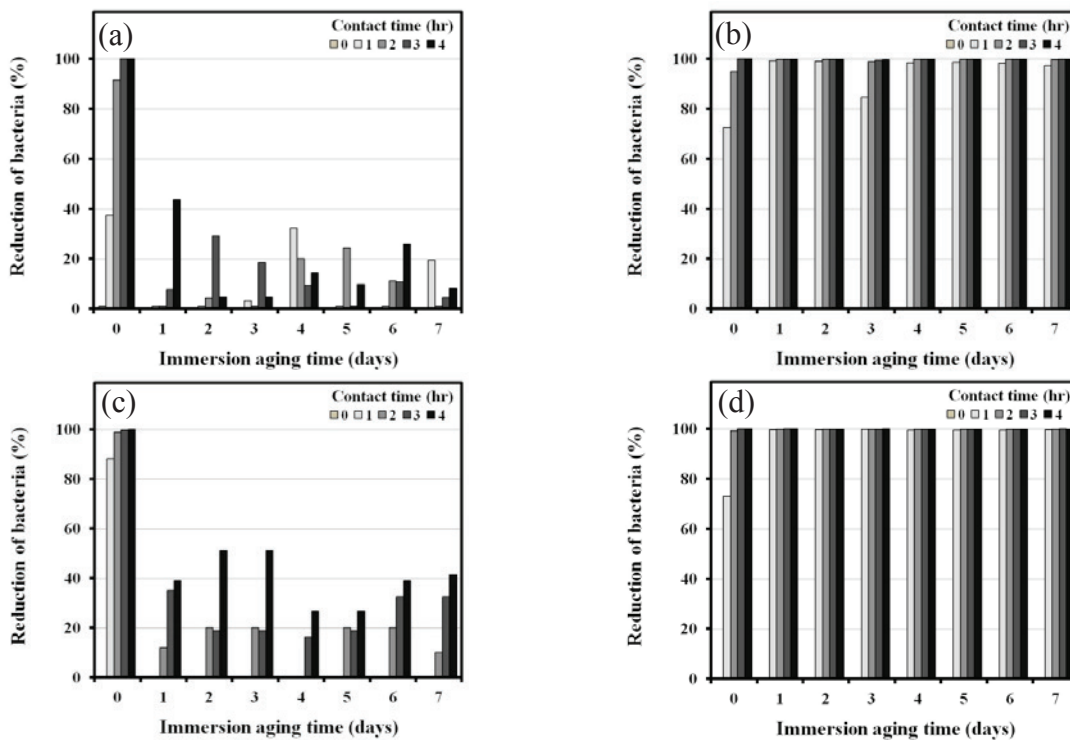 (a)
Contact time (hr)
0 1 2 3 4
Reduction of bacteria (%)
100
80
60
40
20
0
0 1 2 3 4 5 6 7
Immersion aging time (days)
(b)
Contact time (hr)
0 1 2 3 4
Reduction of bacteria (%)
100
80
60
40
20
0
0 1 2 3 4 5 6 7
Immersion aging time (days)
(c)
Contact time (hr)
0 1 2 3 4
Reduction of bacteria (%)
100
80
60
40
20
0
0 1 2 3 4 5 6 7
Immersion aging time (days)
(d)
Contact time (hr)
0 1 2 3 4
Reduction of bacteria (%)
100
80
60
40
20
0
0 1 2 3 4 5 6 7
Immersion aging time (days)